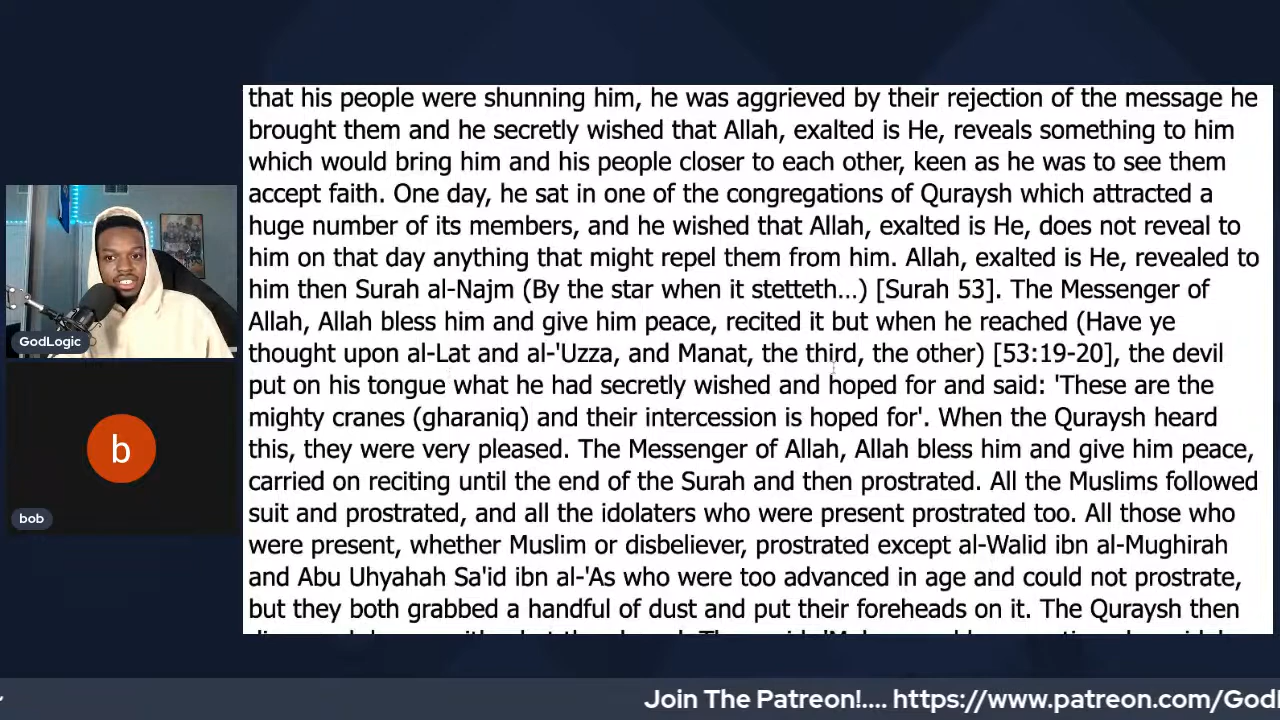 that his people were shunning him, he was aggrieved by their rejection of the message he
brought them and he secretly wished that Allah, exalted is He, reveals something to him
which would bring him and his people closer to each other, keen as he was to see them
accept faith. One day, he sat in one of the congregations of Quraysh which attracted a
huge number of its members, and he wished that Allah, exalted is He, does not reveal to
him on that day anything that might repel them from him. Allah, exalted is He, revealed to
him then Surah al-Najm (By the star when it stetteth...) [Surah 53]. The Messenger of
Allah, Allah bless him and give him peace, recited it but when he reached (Have ye
thought upon al-Lat and al-'Uzza, and Manat, the third, the other) [53:19-20], the devil
put on his tongue what he had secretly wished and hoped for and said: 'These are the
mighty cranes (gharaniq) and their intercession is hoped for'. When the Quraysh heard
this, they were very pleased. The Messenger of Allah, Allah bless him and give him peace,
carried on reciting until the end of the Surah and then prostrated. All the Muslims followed
suit and prostrated, and all the idolaters who were present prostrated too. All those who
were present, whether Muslim or disbeliever, prostrated except al-Walid ibn al-Mughirah
and Abu Uhyahah Sa'id ibn al-'As who were too advanced in age and could not prostrate,
but they both grabbed a handful of dust and put their foreheads on it. The Quraysh then
GodLogic
b
bob
Join The Patreon!.... https://www.patreon.com/God